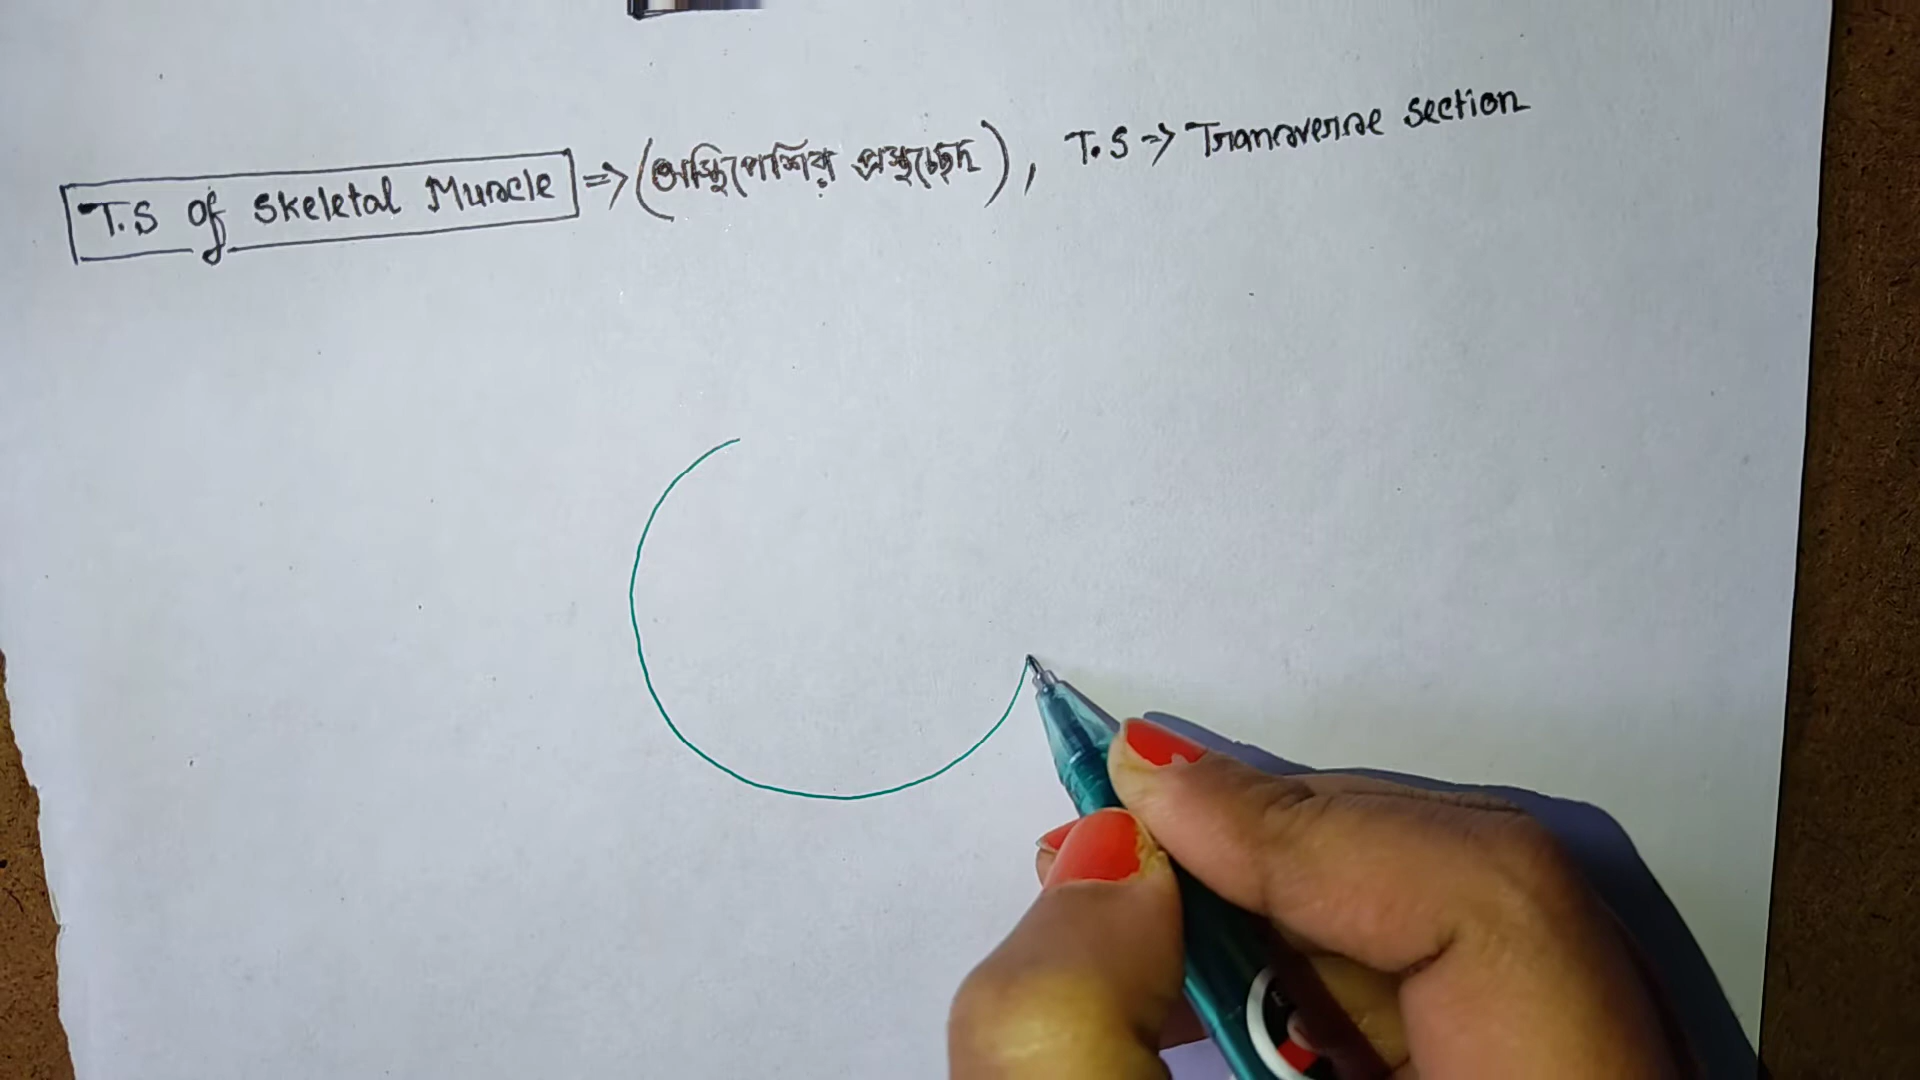 T.S of Skeletal Muscle => (অস্থিপেশির প্রস্থচ্ছেদ), T.S => Transverse section